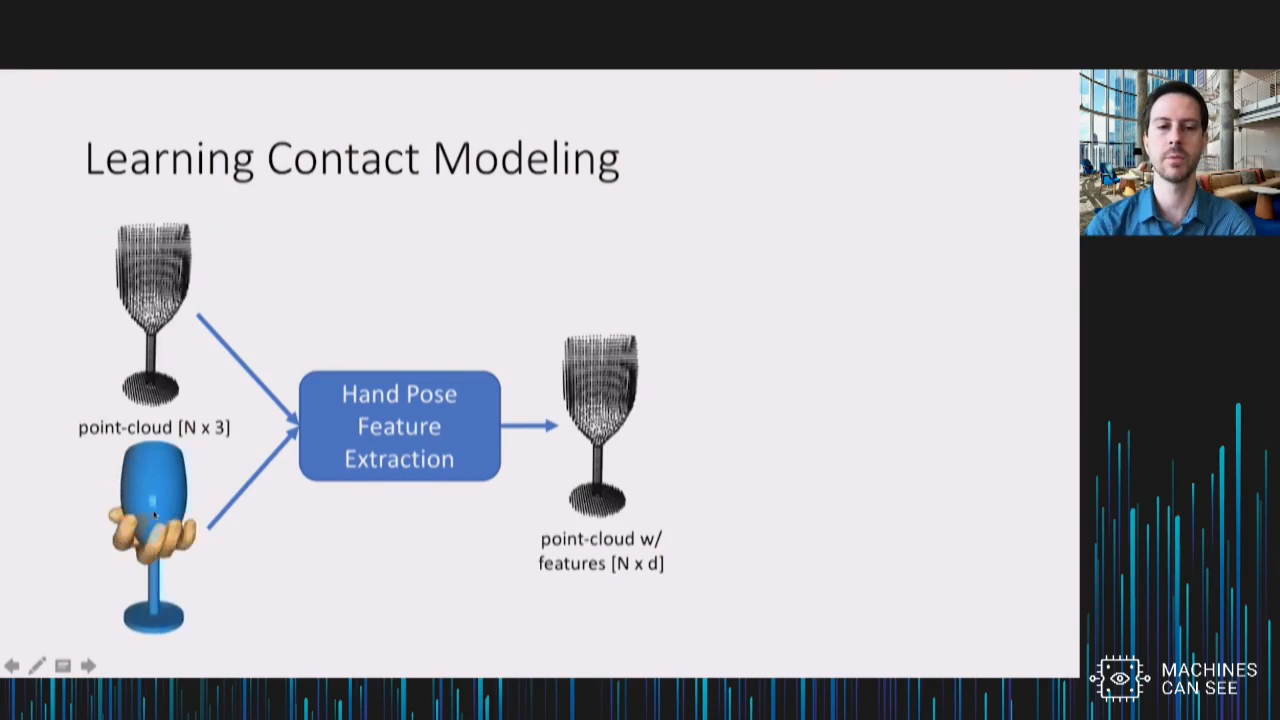 Learning Contact Modeling
point-cloud [N x 3]
Hand Pose
Feature
Extraction
point-cloud w/
features [N x d]
MACHINES
CAN SEE